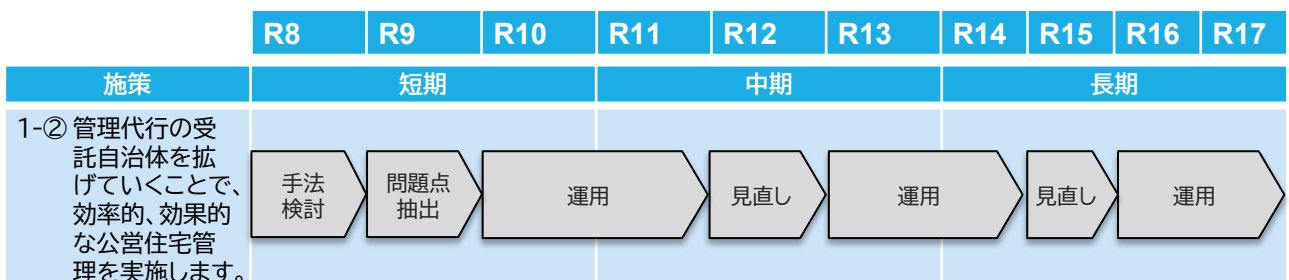 R8 R9 R10 R11 R12 R13 R14 R15 R16 R17
施策 短期 中期 長期
1-② 管理代行の受
託自治体を拡
げていくことで、
効率的、効果的
な公営住宅管
理を実施します。
手法
検討
問題点
抽出
運用
見直し
運用
見直し
運用